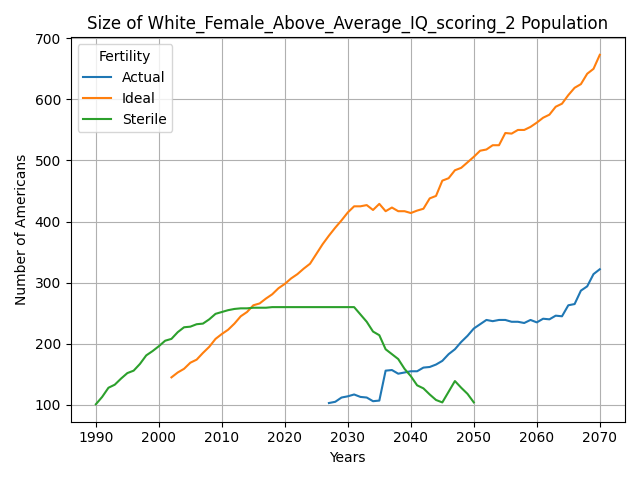 Size of White_Female_Above_Average_IQ_scoring_2 Population
Number of Americans
700
600
500
400
300
200
100
Fertility
Actual
Ideal
Sterile
1990 2000 2010 2020 2030 2040 2050 2060 2070
Years